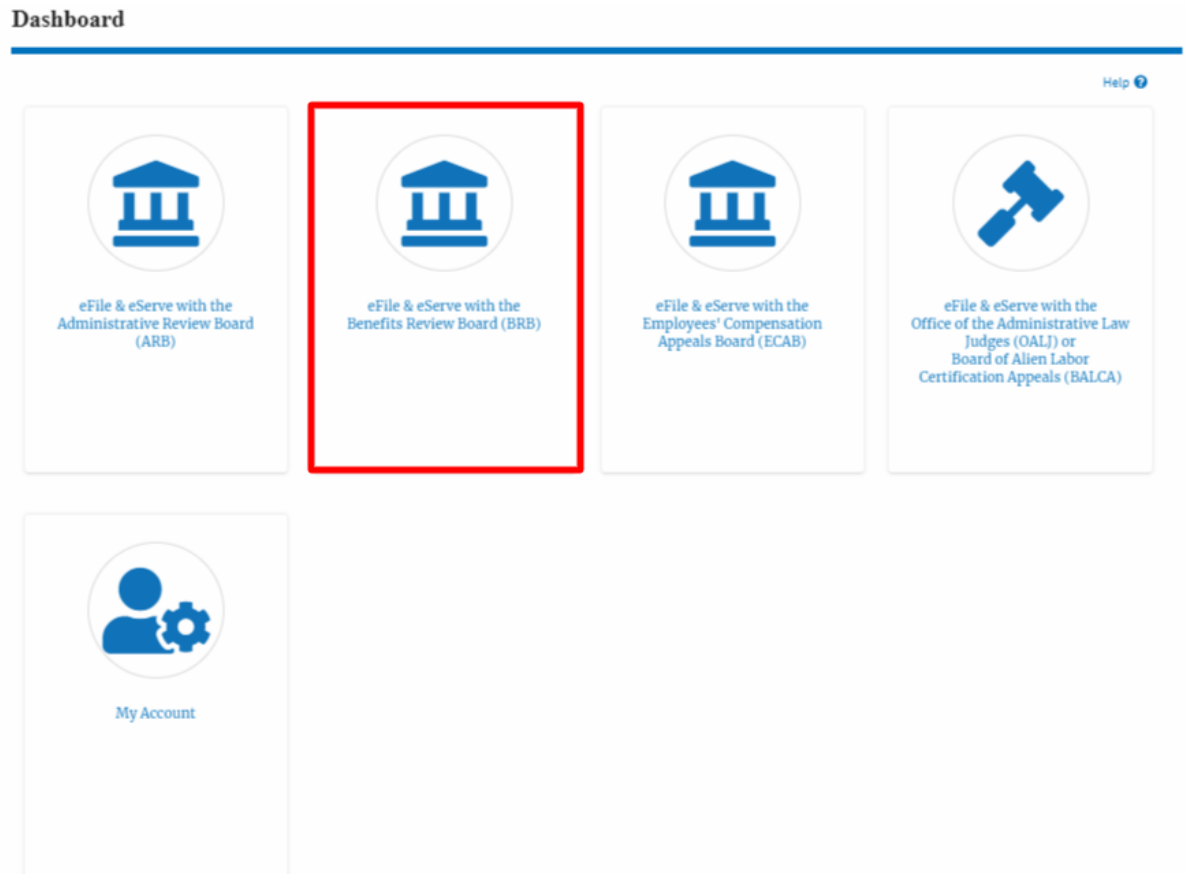 Dashboard
Help
eFile & eServe with the
Administrative Review Board
(ARB)
eFile & eServe with the
Benefits Review Board (BRB)
eFile & eServe with the
Employees' Compensation
Appeals Board (ECAB)
eFile & eServe with the
Office of the Administrative Law
Judges (OALJ) or
Board of Alien Labor
Certification Appeals (BALCA)
My Account